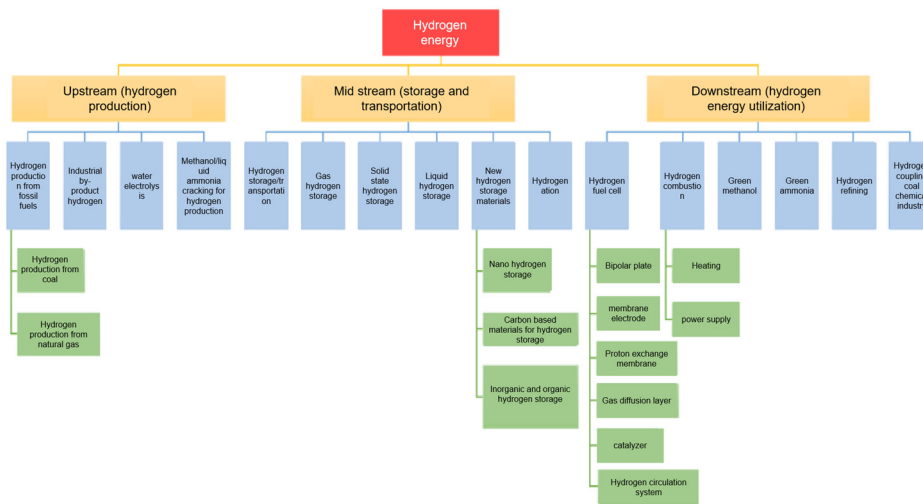 Hydrogen
energy
Upstream (hydrogen
production)
Mid stream (storage and
transportation)
Downstream (hydrogen
energy utilization)
Hydrogen
productio
n from
fossil
fuels
Industrial
by-
product
hydrogen
water
electrolys
is
Methanol/liq
uid
ammonia
cracking for
hydrogen
production
Hydrogen
storage/tr
ansportati
on
Gas
hydrogen
storage
Solid
state
hydrogen
storage
Liquid
hydrogen
storage
New
hydrogen
storage
materials
Hydrogen
ation
Hydrogen
fuel cell
Hydrogen
combustio
n
Green
methanol
Green
ammonia
Hydrogen
refining
Hydrogen
coupling
coal
chemical
industry
Hydrogen
production from
coal
Hydrogen
production from
natural gas
Nano hydrogen
storage
Carbon based
materials for hydrogen
storage
Inorganic and organic
hydrogen storage
Bipolar plate
membrane
electrode
Proton exchange
membrane
Gas diffusion layer
catalyzer
Hydrogen circulation
system
Heating
power supply